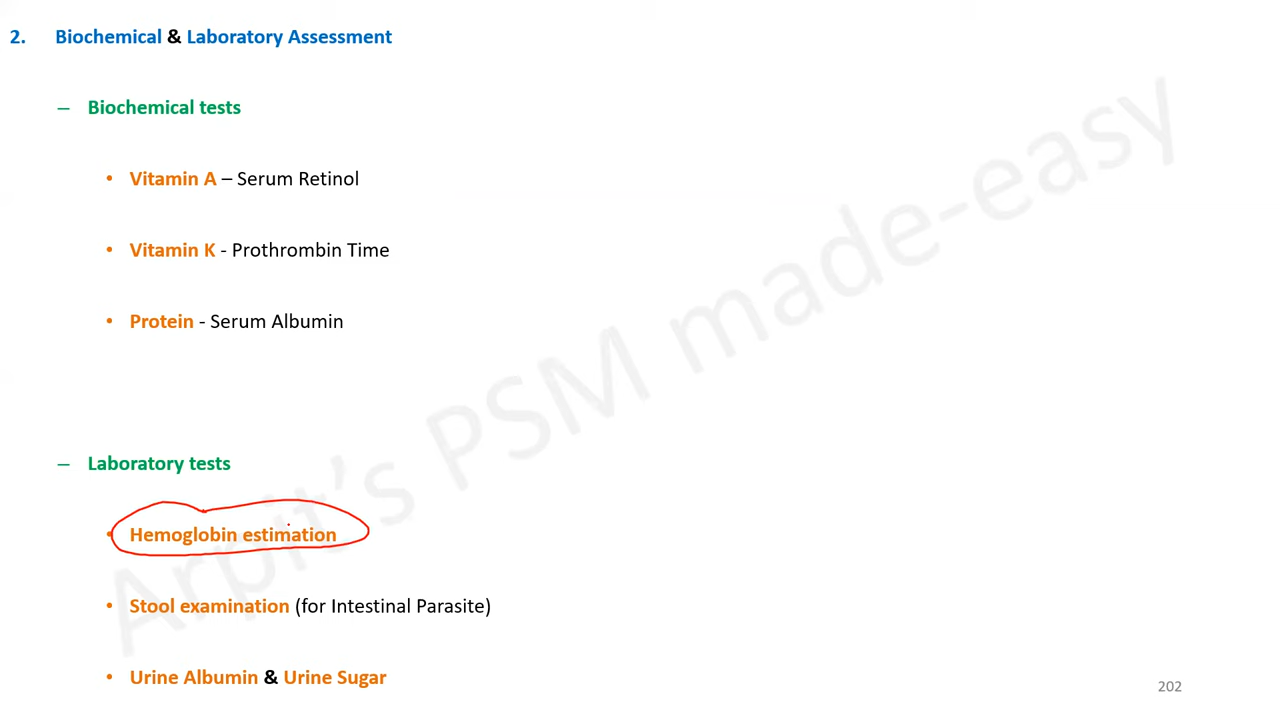 2. Biochemical & Laboratory Assessment
– Biochemical tests
• Vitamin A – Serum Retinol
• Vitamin K - Prothrombin Time
• Protein - Serum Albumin
– Laboratory tests
• Hemoglobin estimation
• Stool examination (for Intestinal Parasite)
• Urine Albumin & Urine Sugar
202
Arpit's PSM made-easy